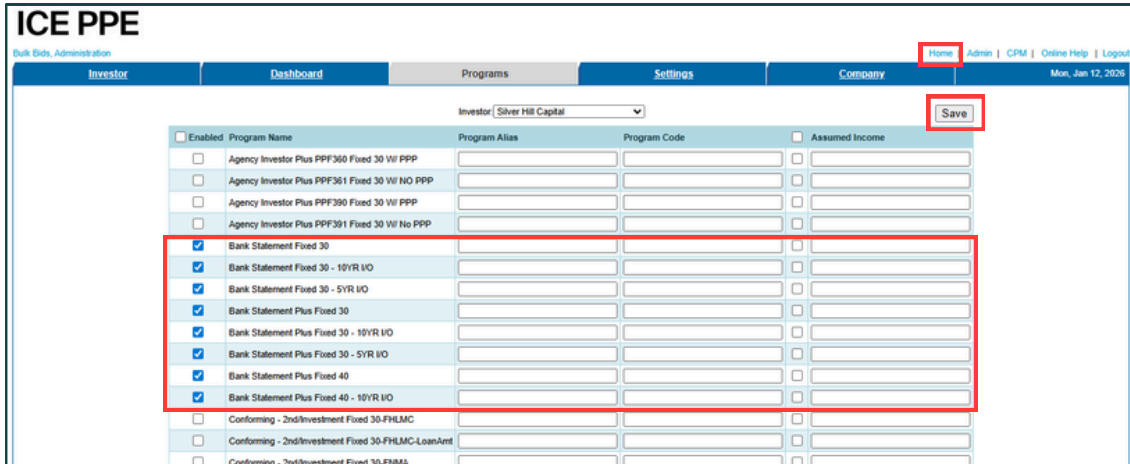 ICE PPE
Bulk Bids, Administration
Home | Admin | CPM | Online Help | Logout
Investor Dashboard Programs Settings Company Mon, Jan 12, 2026
Investor: Silver Hill Capital Save
Enabled Program Name Program Alias Program Code Assumed Income
Agency Investor Plus PPF360 Fixed 30 W/ PPP
Agency Investor Plus PPF361 Fixed 30 W/ NO PPP
Agency Investor Plus PPF390 Fixed 30 W/ PPP
Agency Investor Plus PPF391 Fixed 30 W/ No PPP
Bank Statement Fixed 30
Bank Statement Fixed 30 - 10YR I/O
Bank Statement Fixed 30 - 5YR I/O
Bank Statement Plus Fixed 30
Bank Statement Plus Fixed 30 - 10YR I/O
Bank Statement Plus Fixed 30 - 5YR I/O
Bank Statement Plus Fixed 40
Bank Statement Plus Fixed 40 - 10YR I/O
Conforming - 2nd/Investment Fixed 30-FHLMC
Conforming - 2nd/Investment Fixed 30-FHLMC-LoanAmt
Conforming - 2nd/Investment Fixed 30-FNMA